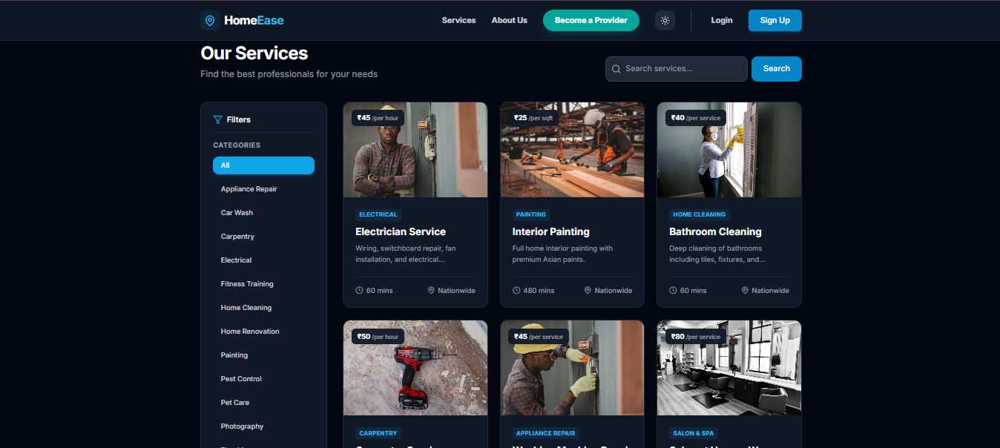 HomeEase
Services
About Us
Become a Provider
Login
Sign Up
Our Services
Find the best professionals for your needs
Search services...
Search
Filters
CATEGORIES
All
Appliance Repair
Car Wash
Carpentry
Electrical
Fitness Training
Home Cleaning
Home Renovation
Painting
Pest Control
Pet Care
Photography
₹45 /per hour
ELECTRICAL
Electrician Service
Wiring, switchboard repair, fan
installation, and electrical...
60 mins
Nationwide
₹25 /per sqft
PAINTING
Interior Painting
Full home interior painting with
premium Asian paints.
480 mins
Nationwide
₹40 /per service
HOME CLEANING
Bathroom Cleaning
Deep cleaning of bathrooms
including tiles, fixtures, and...
60 mins
Nationwide
₹50 /per hour
CARPENTRY
₹45 /per service
APPLIANCE REPAIR
₹80 /per service
SALON & SPA